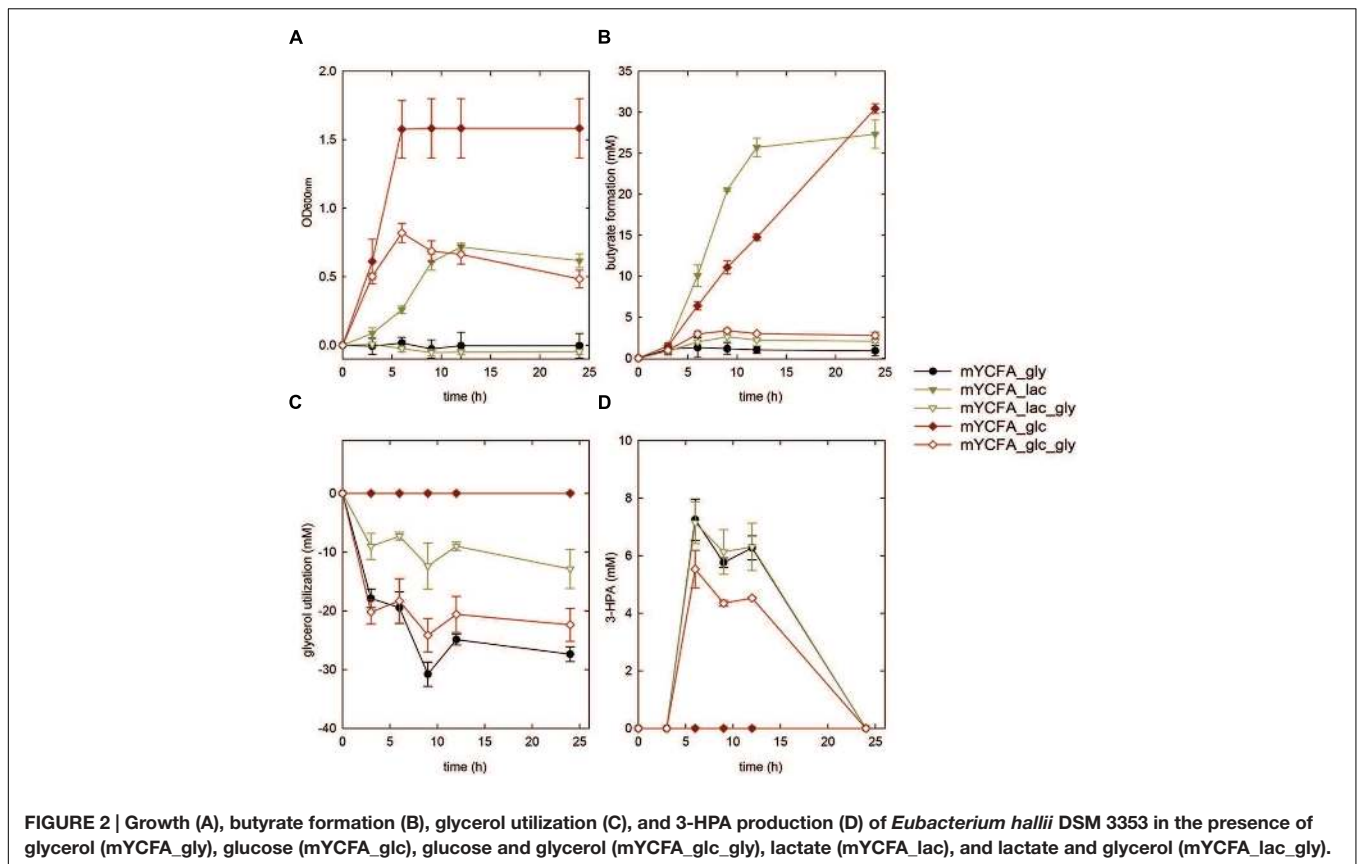 A
B
2.0
1.5
1.0
0.5
0.0
OD600nm
0 5 10 15 20 25
time (h)
35
30
25
20
15
10
5
0
butyrate formation (mM)
0 5 10 15 20 25
time (h)
mYCFA_gly
mYCFA_lac
mYCFA_lac_gly
mYCFA_glc
mYCFA_glc_gly
C
D
0
-10
-20
-30
-40
glycerol utilization (mM)
0 5 10 15 20 25
time (h)
10
8
6
4
2
0
3-HPA (mM)
0 5 10 15 20 25
time (h)
FIGURE 2 | Growth (A), butyrate formation (B), glycerol utilization (C), and 3-HPA production (D) of Eubacterium hallii DSM 3353 in the presence of
glycerol (mYCFA_gly), glucose (mYCFA_glc), glucose and glycerol (mYCFA_glc_gly), lactate (mYCFA_lac), and lactate and glycerol (mYCFA_lac_gly).